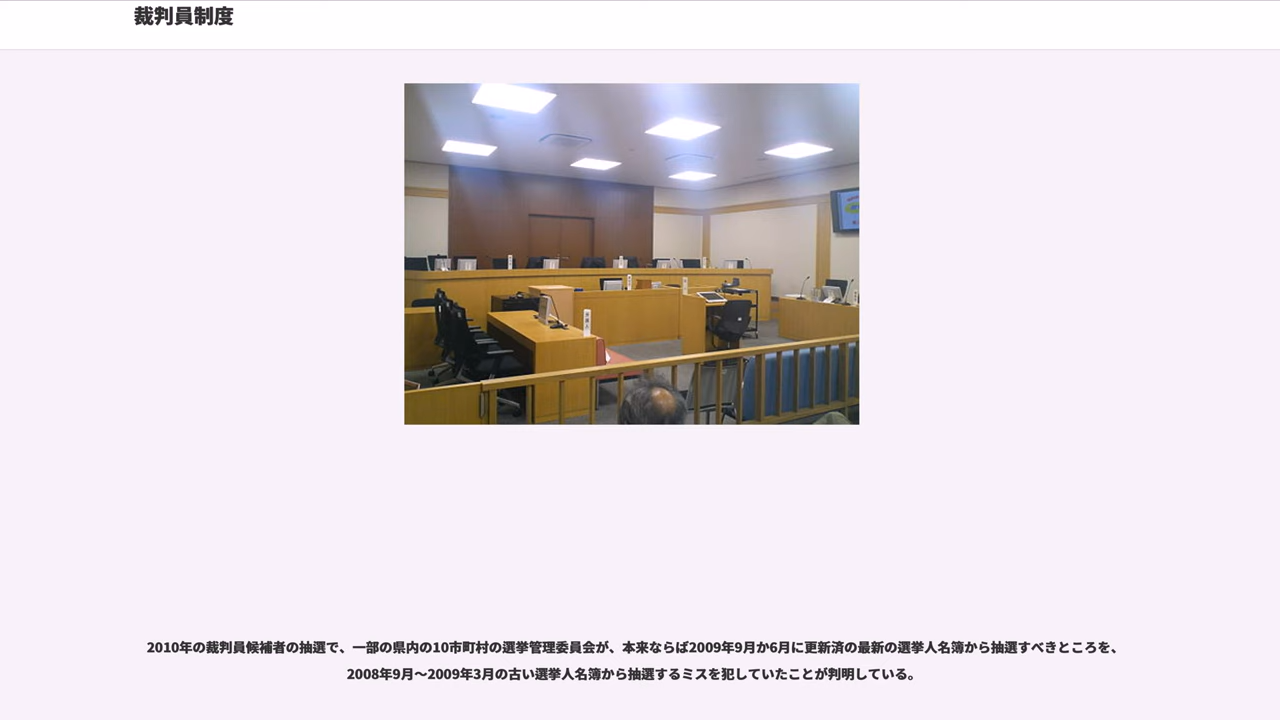 裁判員制度
2010年の裁判員候補者の抽選で、一部の県内の10市町村の選挙管理委員会が、本来ならば2009年9月か6月に更新済の最新の選挙人名簿から抽選すべきところを、
2008年9月〜2009年3月の古い選挙人名簿から抽選するミスを犯していたことが判明している。